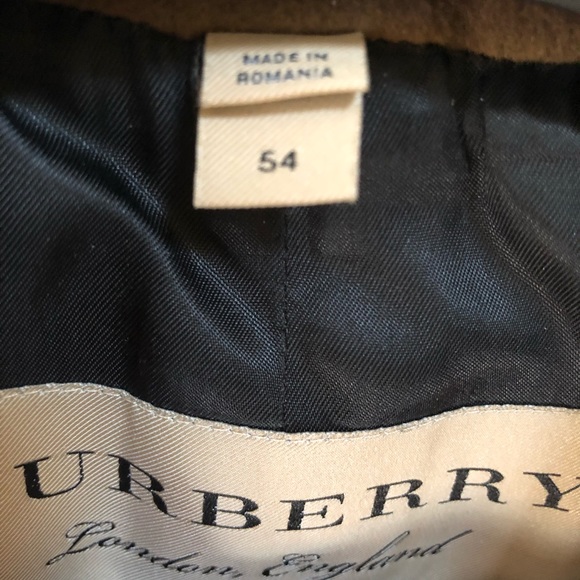 MADE IN
ROMANIA
54
URBERRY
London, England